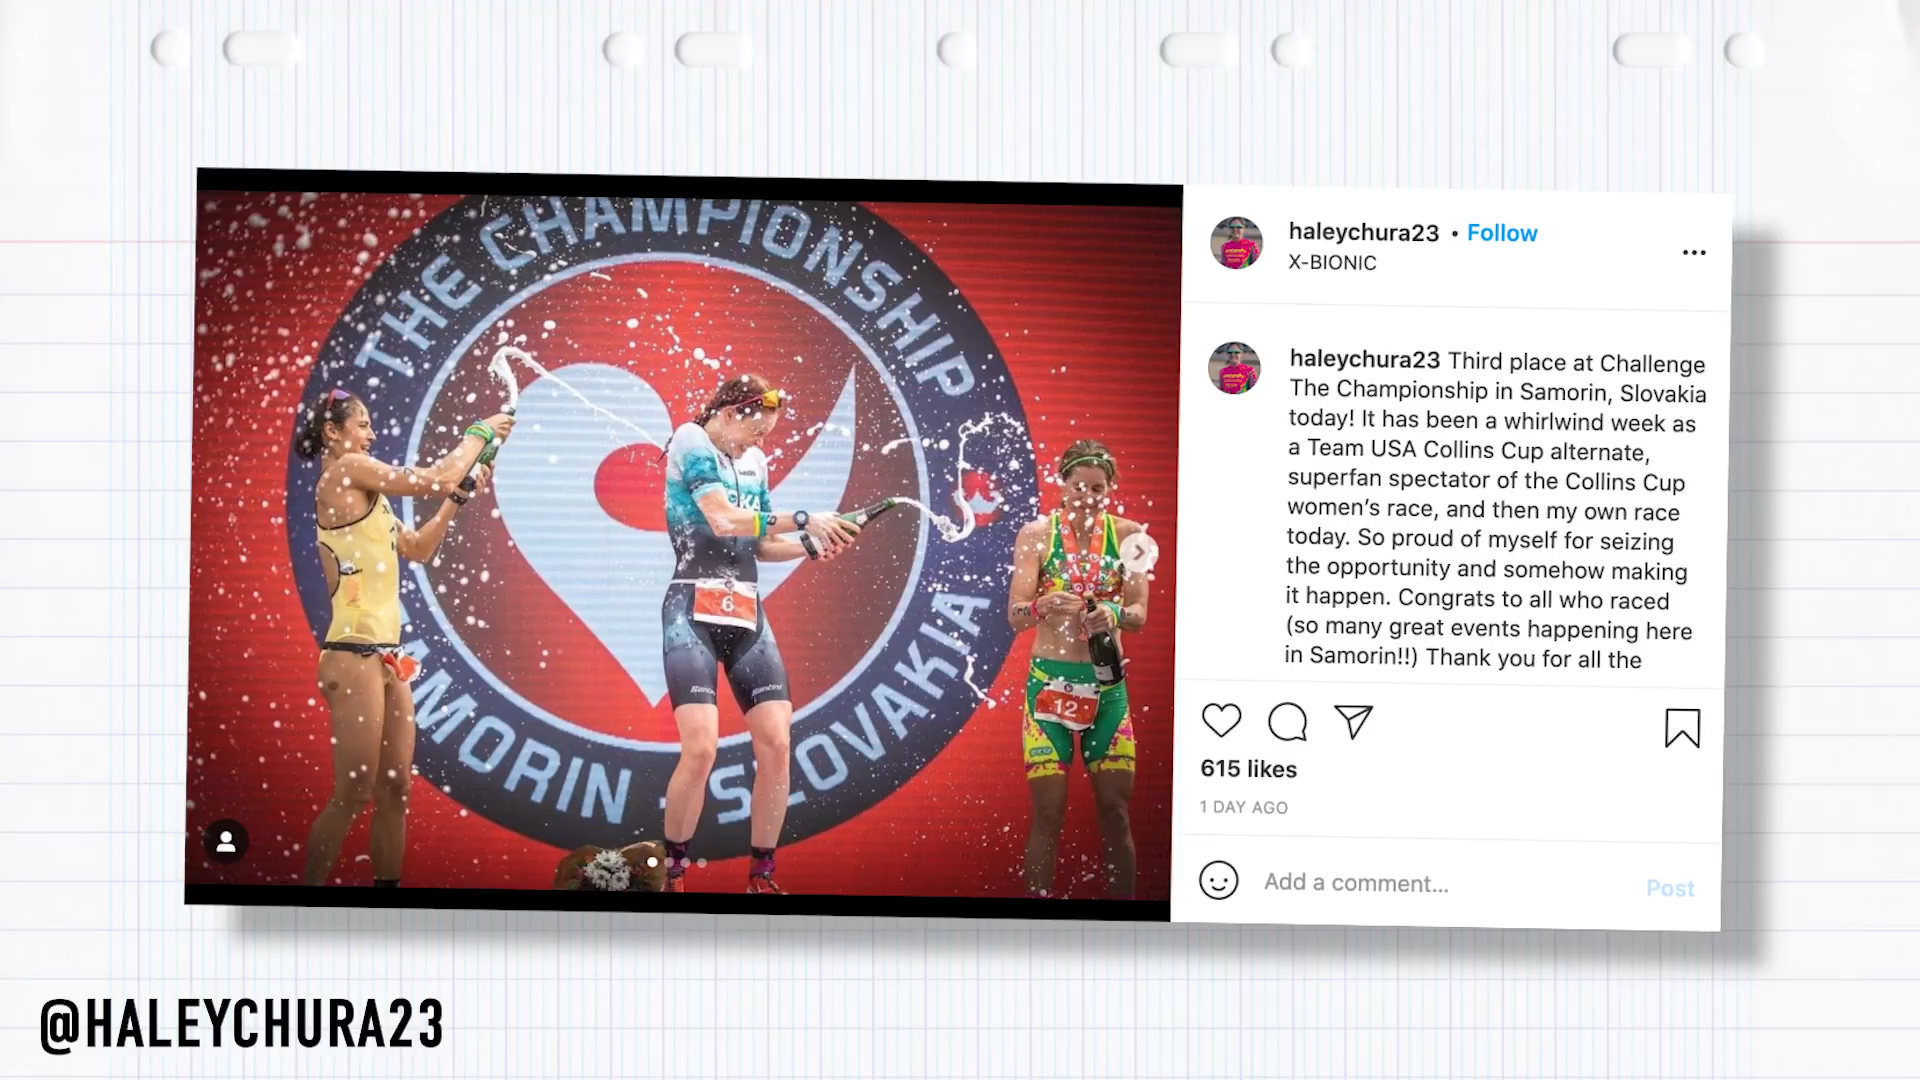 THE CHAMPIONSHIP
AMORIN - SLOVAKIA
6
Santini
Santini
12
haleychura23 • Follow
X-BIONIC
haleychura23 Third place at Challenge
The Championship in Samorin, Slovakia
today! It has been a whirlwind week as
a Team USA Collins Cup alternate,
superfan spectator of the Collins Cup
women's race, and then my own race
today. So proud of myself for seizing
the opportunity and somehow making
it happen. Congrats to all who raced
(so many great events happening here
in Samorin!!) Thank you for all the
615 likes
1 DAY AGO
Add a comment...
Post
@HALEYCHURA23